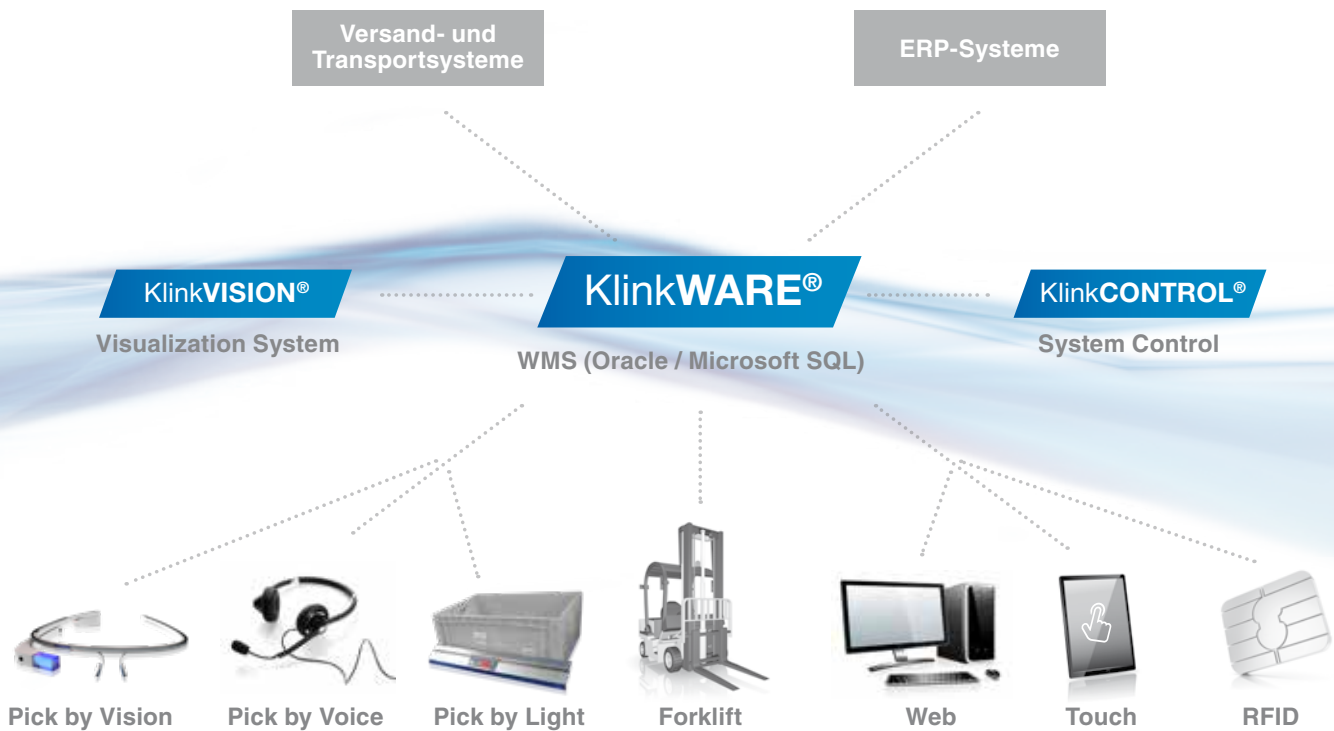 Versand- und
Transportsysteme
ERP-Systeme
KlinkVISION®
KlinkWARE®
KlinkCONTROL®
Visualization System
WMS (Oracle / Microsoft SQL)
System Control
Pick by Vision
Pick by Voice
Pick by Light
Forklift
Web
Touch
RFID